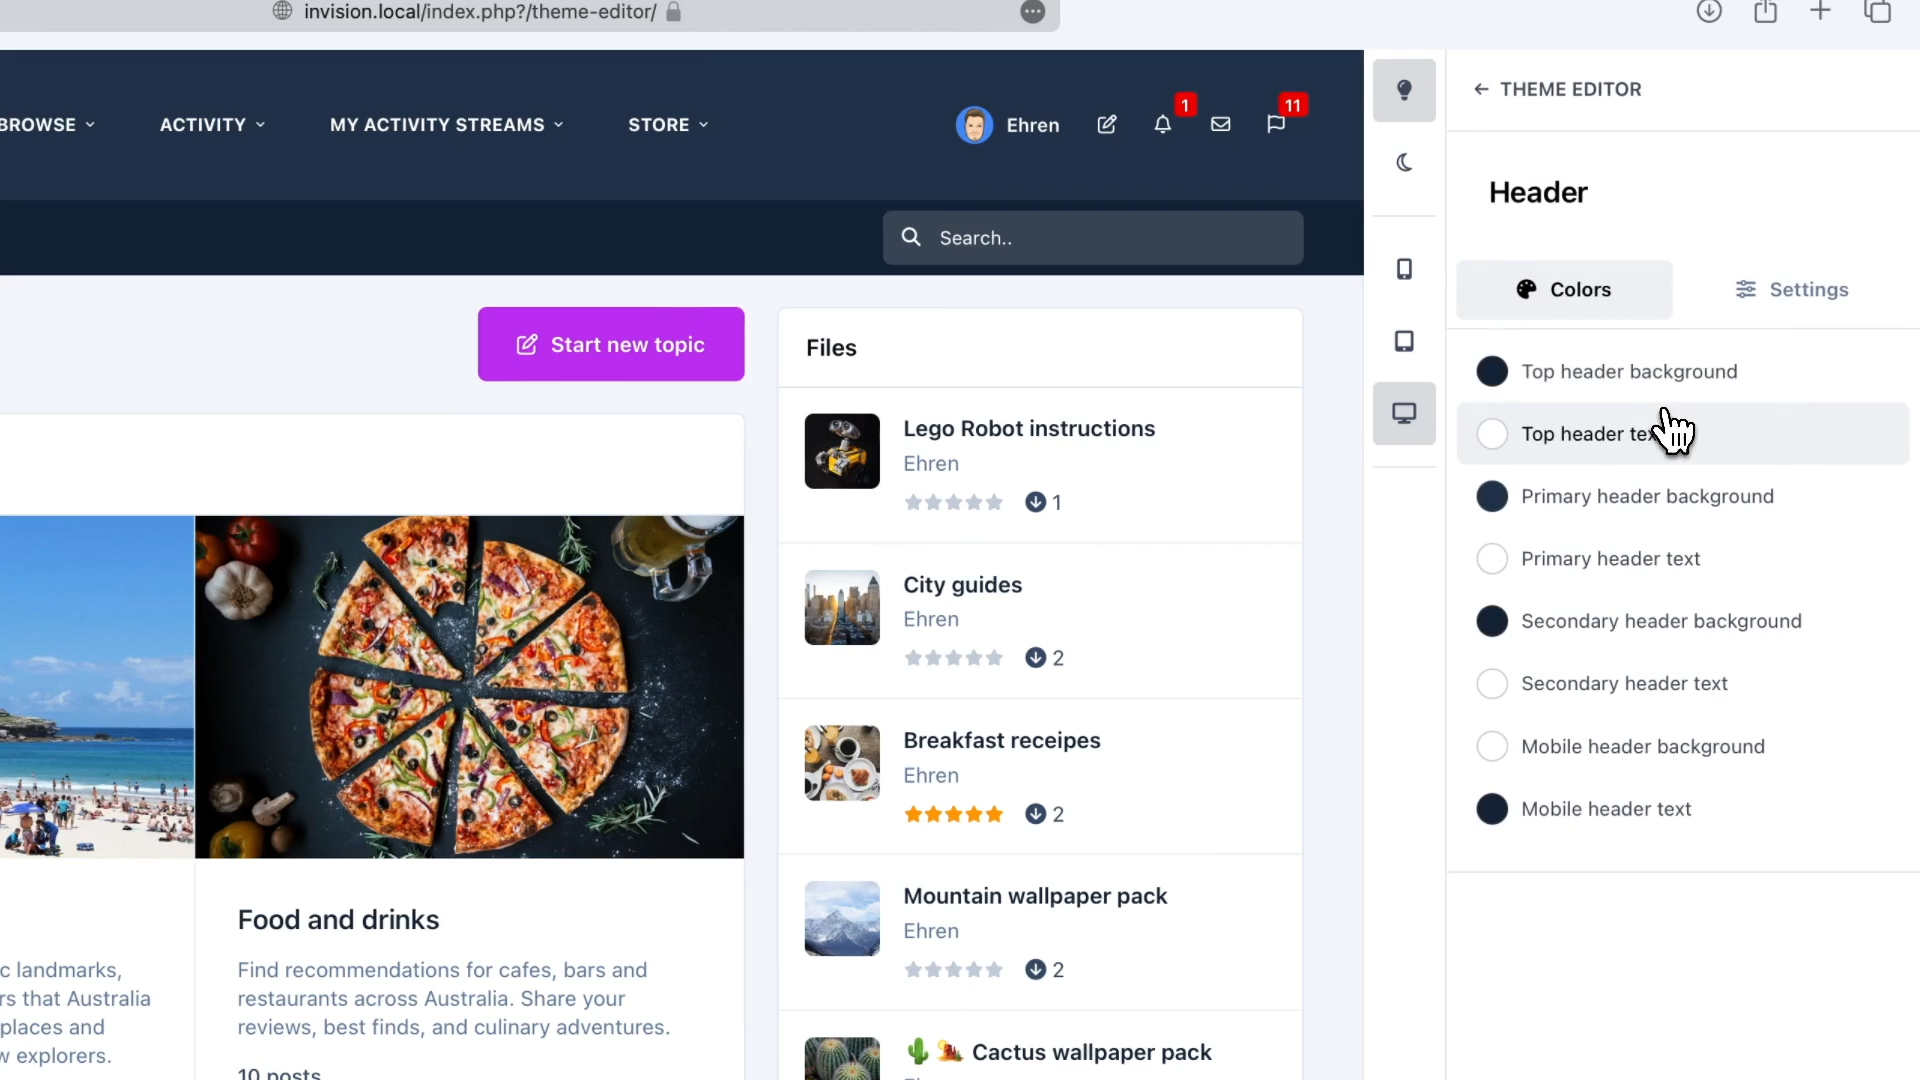 invision.local/index.php?/theme-editor/
BROWSE
ACTIVITY
MY ACTIVITY STREAMS
STORE
Ehren
1
11
Search..
Start new topic
Files
Lego Robot instructions
Ehren
1
City guides
Ehren
2
Breakfast receipes
Ehren
2
Mountain wallpaper pack
Ehren
2
🌵 🏜️ Cactus wallpaper pack
Food and drinks
c landmarks,
rs that Australia
places and
w explorers.
Find recommendations for cafes, bars and
restaurants across Australia. Share your
reviews, best finds, and culinary adventures.
10 posts
← THEME EDITOR
Header
Colors
Settings
Top header background
Top header
Primary header background
Primary header text
Secondary header background
Secondary header text
Mobile header background
Mobile header text